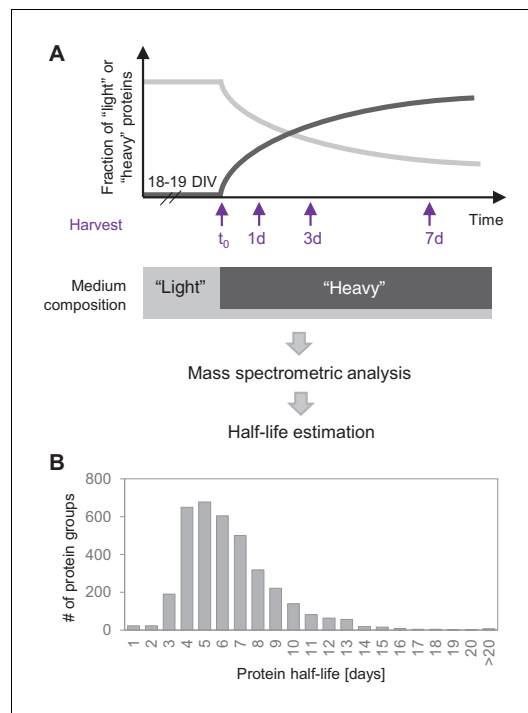 A
Fraction of "light" or
"heavy" proteins
18-19 DIV
Time
Harvest
t0
1d
3d
7d
Medium
composition
"Light"
"Heavy"
Mass spectrometric analysis
Half-life estimation
B
# of protein groups
800
600
400
200
0
1
2
3
4
5
6
7
8
9
10
11
12
13
14
15
16
17
18
19
20
>20
Protein half-life [days]